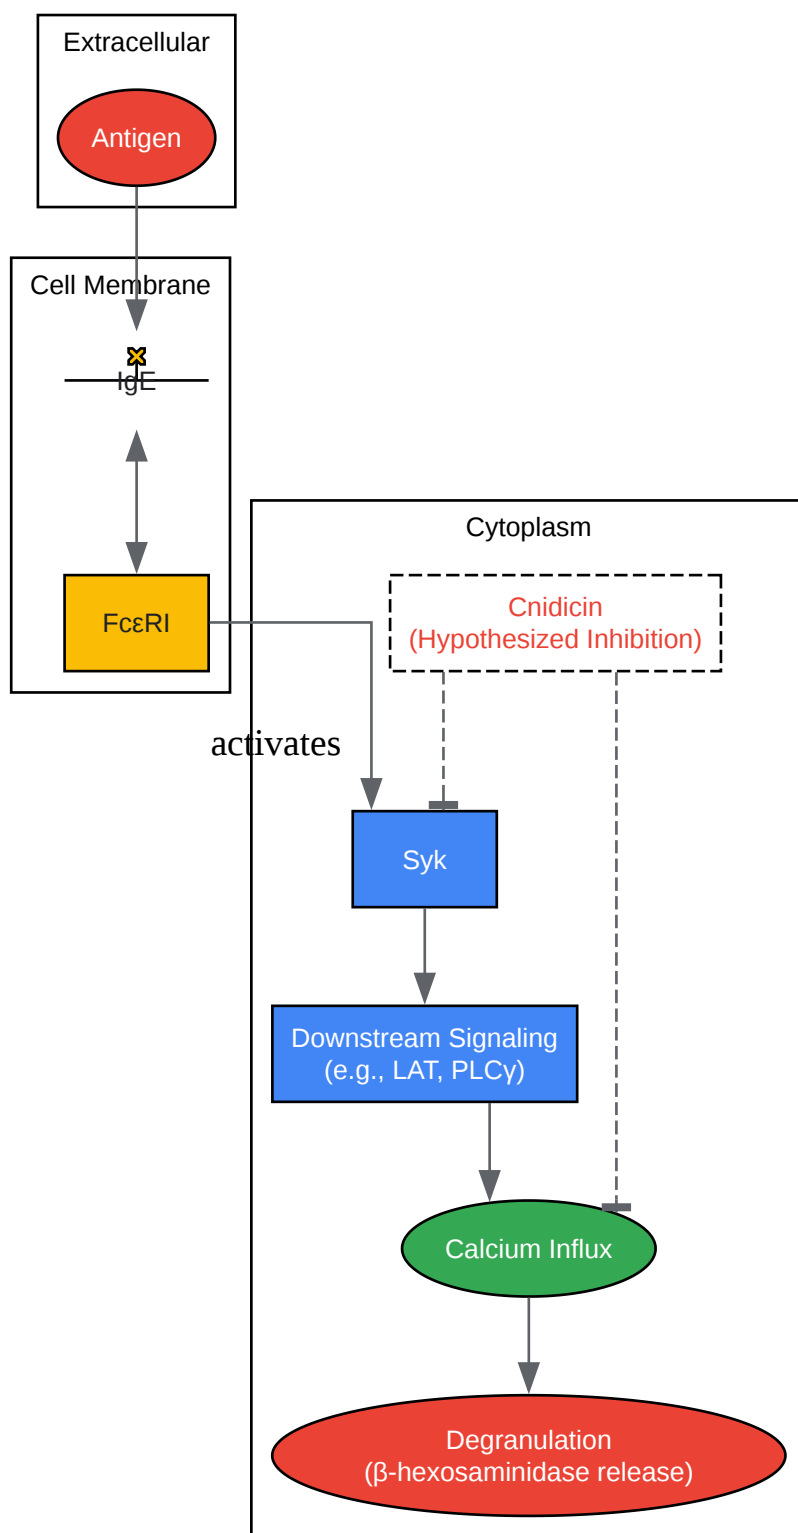 Extracellular
Antigen
Cell Membrane
IgE
FcεRI
Cytoplasm
Cnidicin
(Hypothesized Inhibition)
activates
Syk
Downstream Signaling
(e.g., LAT, PLCγ)
Calcium Influx
Degranulation
(β-hexosaminidase release)